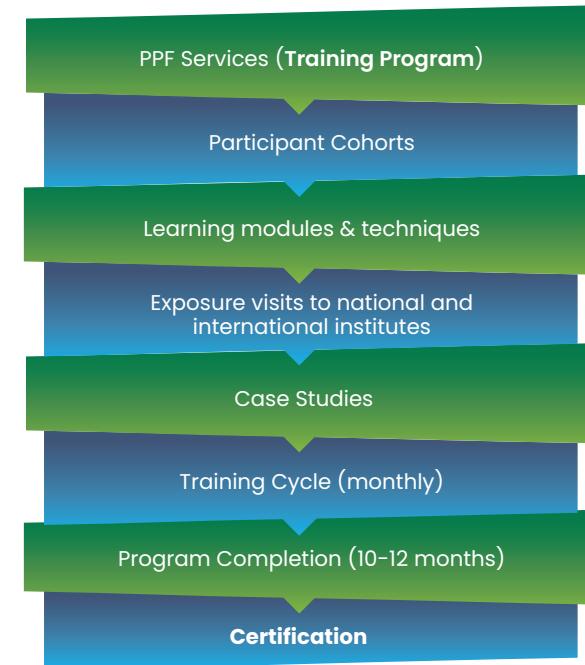 PPF Services (Training Program)
Participant Cohorts
Learning modules & techniques
Exposure visits to national and
international institutes
Case Studies
Training Cycle (monthly)
Program Completion (10-12 months)
Certification